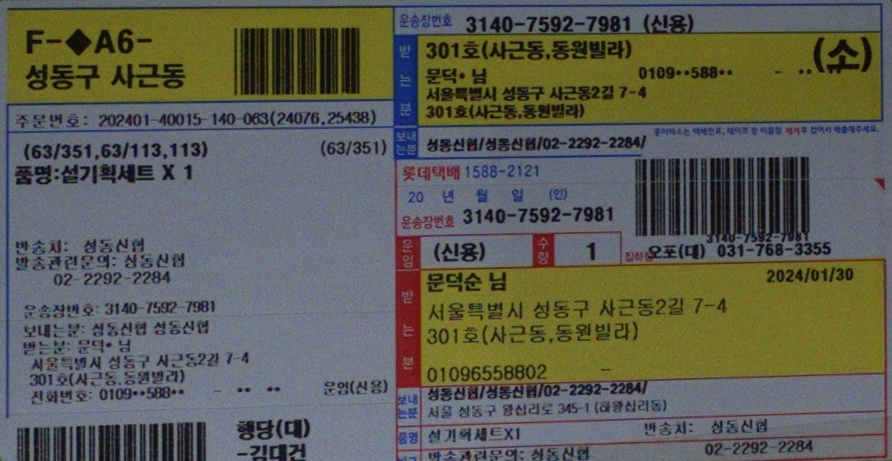 F-◆A6-
성동구 사근동
주문번호: 202401-40015-140-063(24076,25438)
(63/351,63/113,113) (63/351)
품명:설기획세트 X 1
반송처: 성동신협
발송관련문의: 성동신협
02-2292-2284
운송장번호: 3140-7592-7981
보내는분: 성동신협 성동신협
받는분: 문덕• 님
서울특별시 성동구 사근동2길 7-4
301호(사근동,동원빌라)
전화번호: 0109••588•• - •• •• 운임(신용)
행당(대)
-김대건
운송장번호 3140-7592-7981 (신용)
받는분
301호(사근동,동원빌라) (소)
문덕• 님 0109••588•• - ••
서울특별시 성동구 사근동2길 7-4
301호(사근동,동원빌라)
보내는분 성동신협/성동신협/02-2292-2284/
롯데택배 1588-2121
20 년 월 일 (인)
운송장번호 3140-7592-7981
3140-7592-7981
운임 (신용) 수량 1 집하점 오포(대) 031-768-3355
받는분
문덕순 님 2024/01/30
서울특별시 성동구 사근동2길 7-4
301호(사근동,동원빌라)
01096558802 -
보내는분 성동신협/성동신협/02-2292-2284/
서울 성동구 왕십리로 345-1 (하왕십리동)
품명 설기획세트X1 반송처: 성동신협
발송관련문의: 성동신협 02-2292-2284